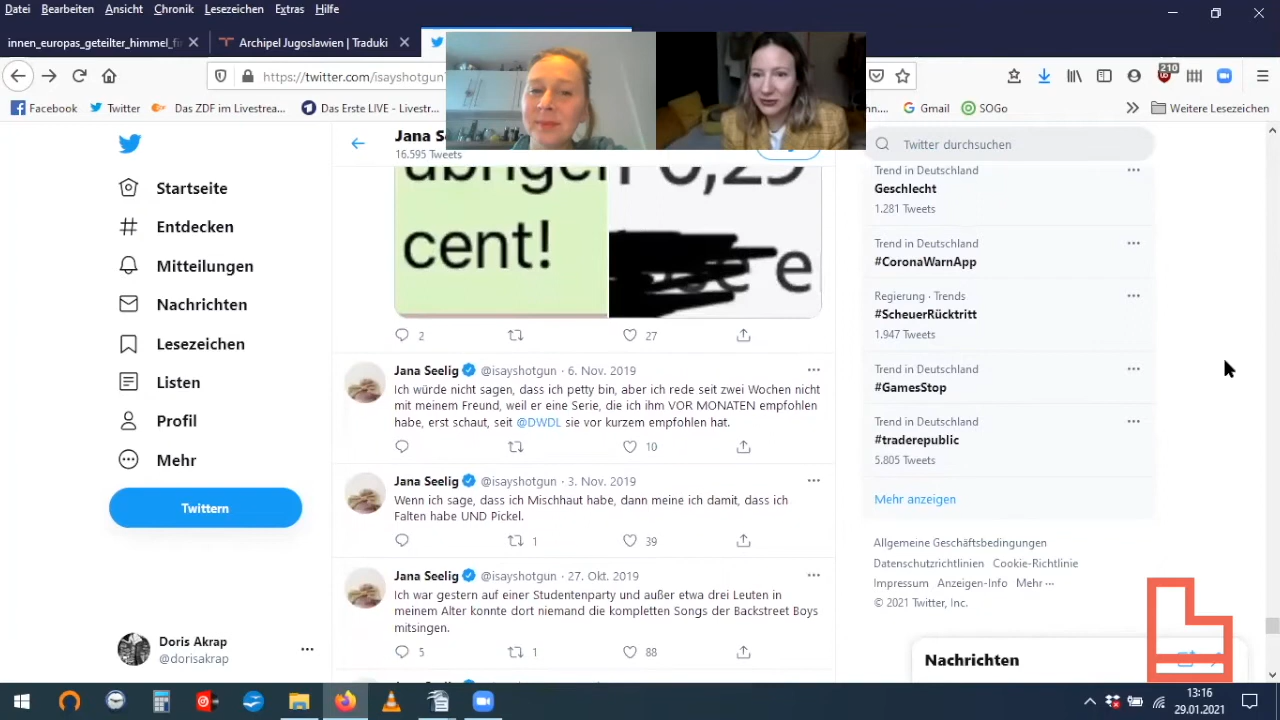 Datei Bearbeiten Ansicht Chronik Lesezeichen Extras Hilfe
innen_europas_geteilter_himmel_fi
Archipel Jugoslawien | Traduki
https://twitter.com/isayshotgun
210
Facebook
Twitter
Das ZDF im Livestrea...
Das Erste LIVE - Livestr...
Gmail
SOGo
Weitere Lesezeichen
Jana Se
16.595 Tweets
Twitter durchsuchen
Startseite
Entdecken
Mitteilungen
Nachrichten
Lesezeichen
Listen
Profil
Mehr
Twittern
Doris Akrap
@dorisakrap
übrigen
cent!
0,29
e
2
27
Jana Seelig @isayshotgun · 6. Nov. 2019
Ich würde nicht sagen, dass ich petty bin, aber ich rede seit zwei Wochen nicht
mit meinem Freund, weil er eine Serie, die ich ihm VOR MONATEN empfohlen
habe, erst schaut, seit @DWDL sie vor kurzem empfohlen hat.
10
Jana Seelig @isayshotgun · 3. Nov. 2019
Wenn ich sage, dass ich Mischhaut habe, dann meine ich damit, dass ich
Falten habe UND Pickel.
1
39
Jana Seelig @isayshotgun · 27. Okt. 2019
Ich war gestern auf einer Studentenparty und außer etwa drei Leuten in
meinem Alter konnte dort niemand die kompletten Songs der Backstreet Boys
mitsingen.
5
1
88
Trend in Deutschland
Geschlecht
1.281 Tweets
Trend in Deutschland
#CoronaWarnApp
Regierung · Trends
#ScheuerRücktritt
1.947 Tweets
Trend in Deutschland
#GamesStop
Trend in Deutschland
#traderepublic
5.805 Tweets
Mehr anzeigen
Allgemeine Geschäftsbedingungen
Datenschutzrichtlinien Cookie-Richtlinie
Impressum Anzeigen-Info Mehr ···
© 2021 Twitter, Inc.
Nachrichten
13:16
29.01.2021